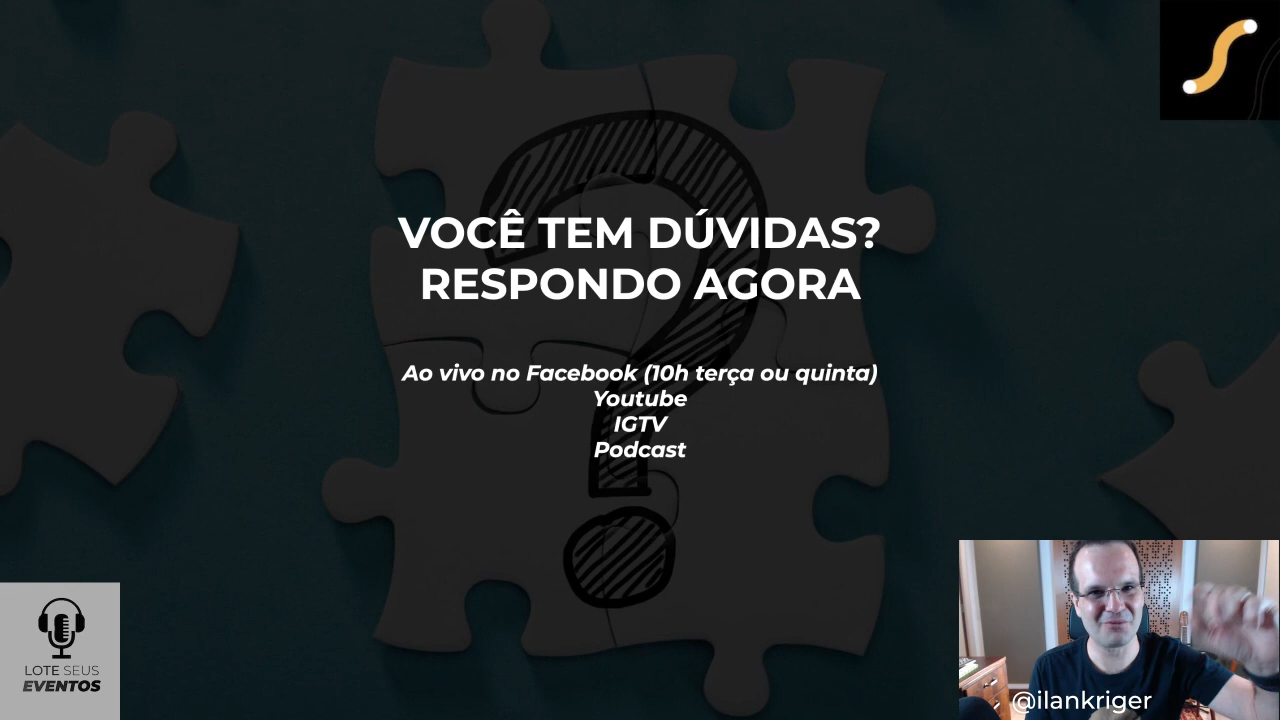 VOCÊ TEM DÚVIDAS?
RESPONDO AGORA
Ao vivo no Facebook (10h terça ou quinta)
Youtube
IGTV
Podcast
LOTE SEUS
EVENTOS
@ilankriger